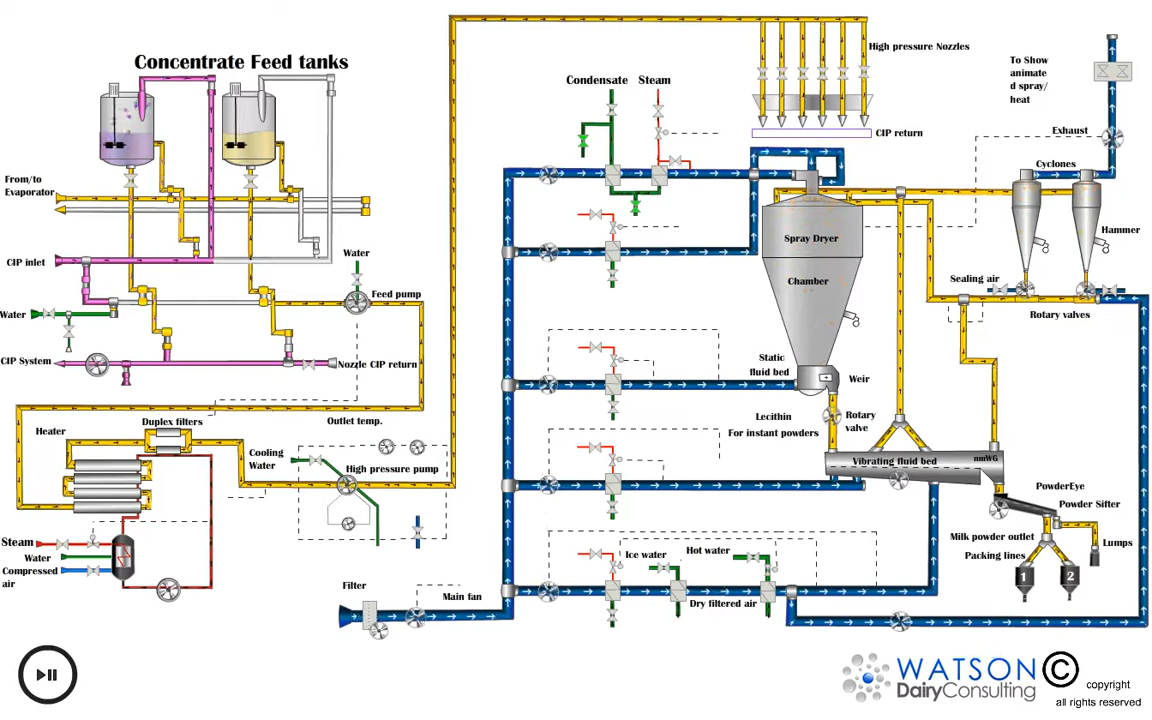 Concentrate Feed tanks
High pressure Nozzles
To Show
animate
d spray/
heat
Condensate
Steam
CIP return
Exhaust
Cyclones
From/to
Evaporator
Spray Dryer
Hammer
CIP inlet
Water
Chamber
Sealing air
Feed pump
Water
Rotary valves
CIP System
Nozzle CIP return
Static
fluid bed
Weir
Lecithin
For instant powders
Rotary
valve
Outlet temp.
Heater
Duplex filters
Cooling
Water
High pressure pump
Vibrating fluid bed
nmWG
PowderEye
Powder Sifter
Milk powder outlet
Lumps
Packing lines
Steam
Water
Compressed
air
Ice water
Hot water
1
2
Filter
Main fan
Dry filtered air
WATSON
DairyConsulting
©
copyright
all rights reserved